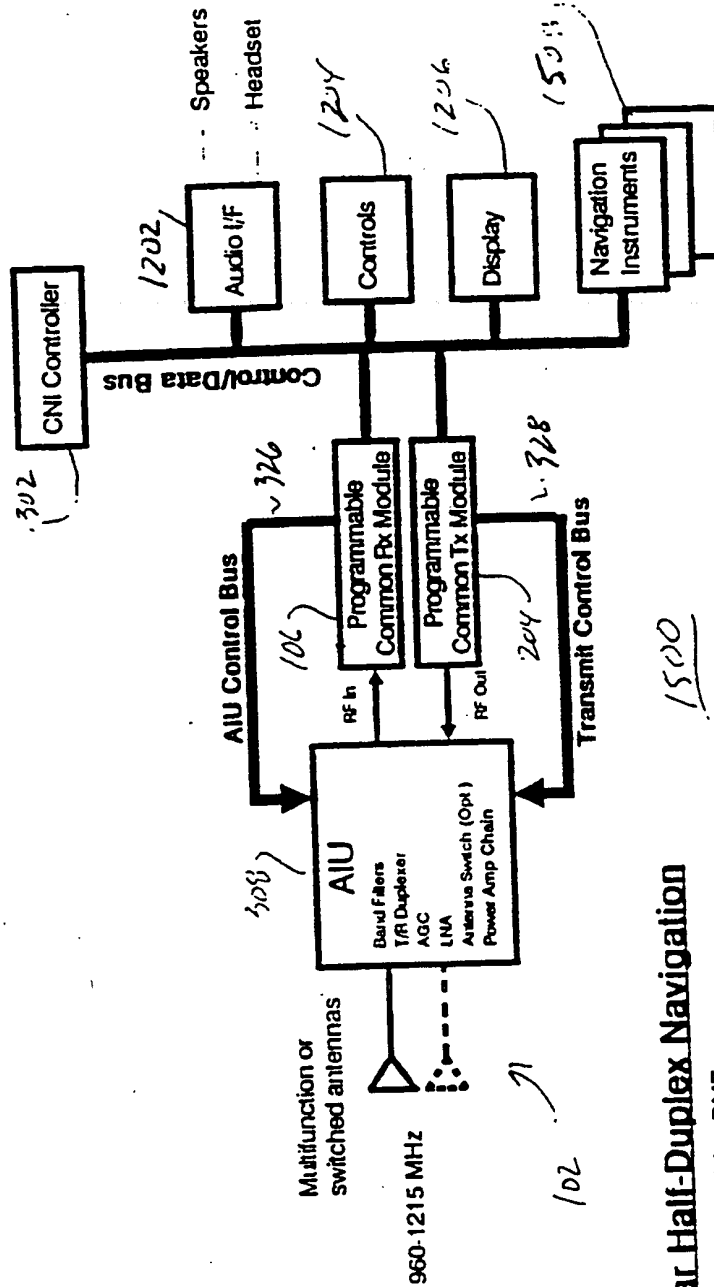 302
CNI Controller
Control/Data Bus
1202
Audio I/F
Speakers
Headset
1204
Controls
1206
Display
1508
Navigation
Instruments
AIU Control Bus
326
106
Programmable
Common Rx Module
RF In
Programmable
Common Tx Module
RF Out
204
328
Transmit Control Bus
308
AIU
Band Filters
T/R Duplexer
AGC
LNA
Antenna Switch (Opt)
Power Amp Chain
Multifunction or
switched antennas
960-1215 MHz
102
1500
ar Half-Duplex Navigation